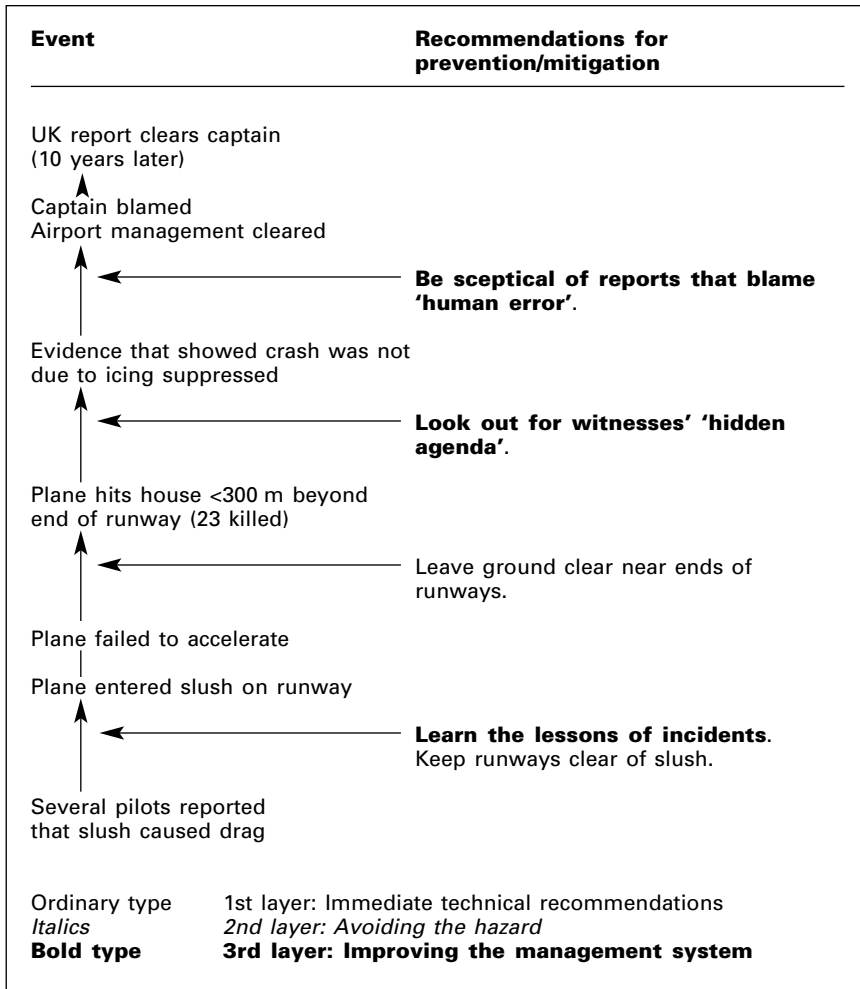 Event Recommendations for
prevention/mitigation
UK report clears captain
(10 years later)
Captain blamed
Airport management cleared
Be sceptical of reports that blame
‘human error’.
Evidence that showed crash was not
due to icing suppressed
Look out for witnesses’ ‘hidden
agenda’.
Plane hits house <300 m beyond
end of runway (23 killed)
Leave ground clear near ends of
runways.
Plane failed to accelerate
Plane entered slush on runway
Learn the lessons of incidents.
Keep runways clear of slush.
Several pilots reported
that slush caused drag
Ordinary type 1st layer: Immediate technical recommendations
Italics 2nd layer: Avoiding the hazard
Bold type 3rd layer: Improving the management system